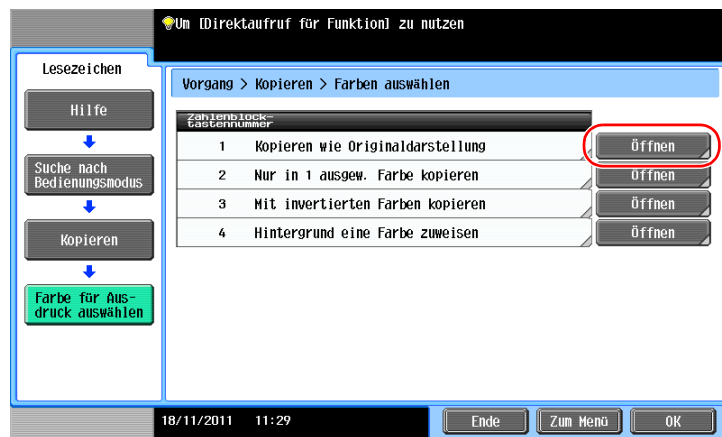 Um [Direktaufruf für Funktion] zu nutzen
Lesezeichen
Hilfe
Suche nach
Bedienungsmodus
Kopieren
Farbe für Aus-
druck auswählen
Vorgang > Kopieren > Farben auswählen
Zahlenblock-
tastennummer
1 Kopieren wie Originaldarstellung Öffnen
2 Nur in 1 ausgew. Farbe kopieren Öffnen
3 Mit invertierten Farben kopieren Öffnen
4 Hintergrund eine Farbe zuweisen Öffnen
18/11/2011 11:29 Ende Zum Menü OK